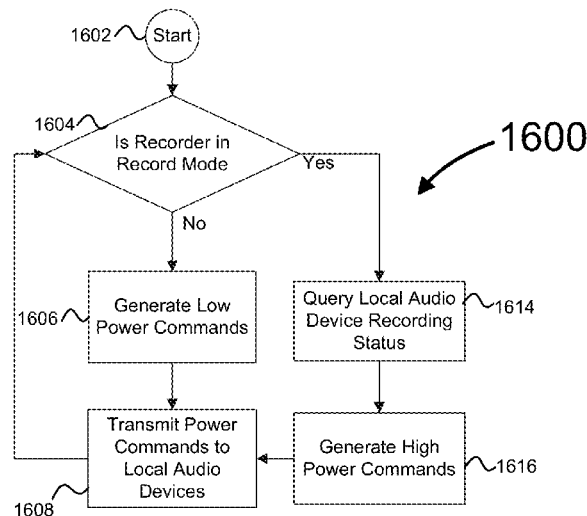 1602
Start
1604
Is Recorder in
Record Mode
1600
Yes
No
1606
Generate Low
Power Commands
Query Local Audio
Device Recording
Status
1614
Transmit Power
Commands to
Local Audio
Devices
1608
Generate High
Power Commands
1616